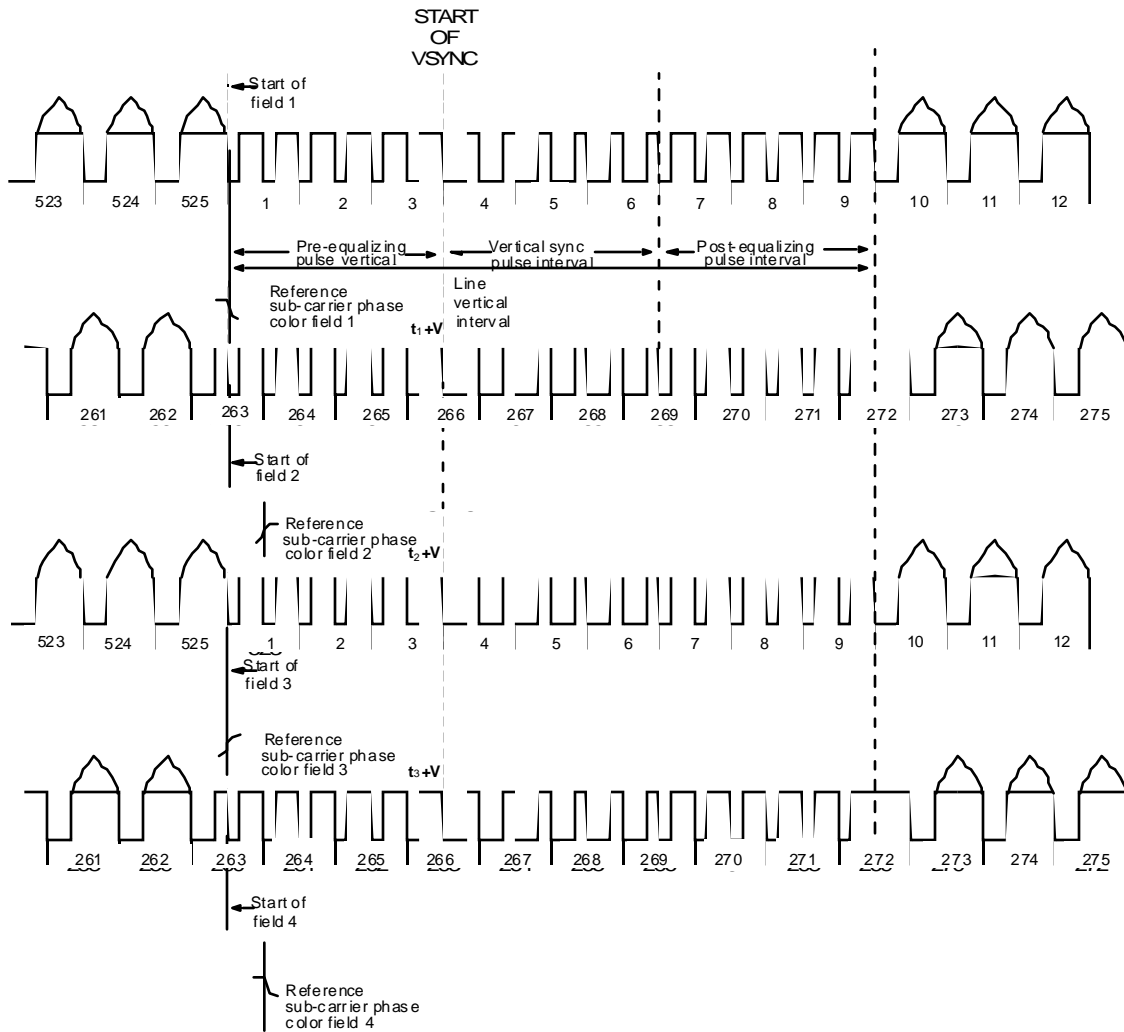 START
OF
VSYNC
Start of
field 1
523 524 525 1 2 3 4 5 6 7 8 9 10 11 12
Pre-equalizing
pulse vertical
Vertical sync
pulse interval
Post-equalizing
pulse interval
Line
vertical
interval
Reference
sub-carrier phase
color field 1
t1+V
261 262 263 264 265 266 267 268 269 270 271 272 273 274 275
Start of
field 2
Reference
sub-carrier phase
color field 2
t2+V
523 524 525 1 2 3 4 5 6 7 8 9 10 11 12
Start of
field 3
Reference
sub-carrier phase
color field 3
t3+V
261 262 263 264 265 266 267 268 269 270 271 272 273 274 275
Start of
field 4
Reference
sub-carrier phase
color field 4